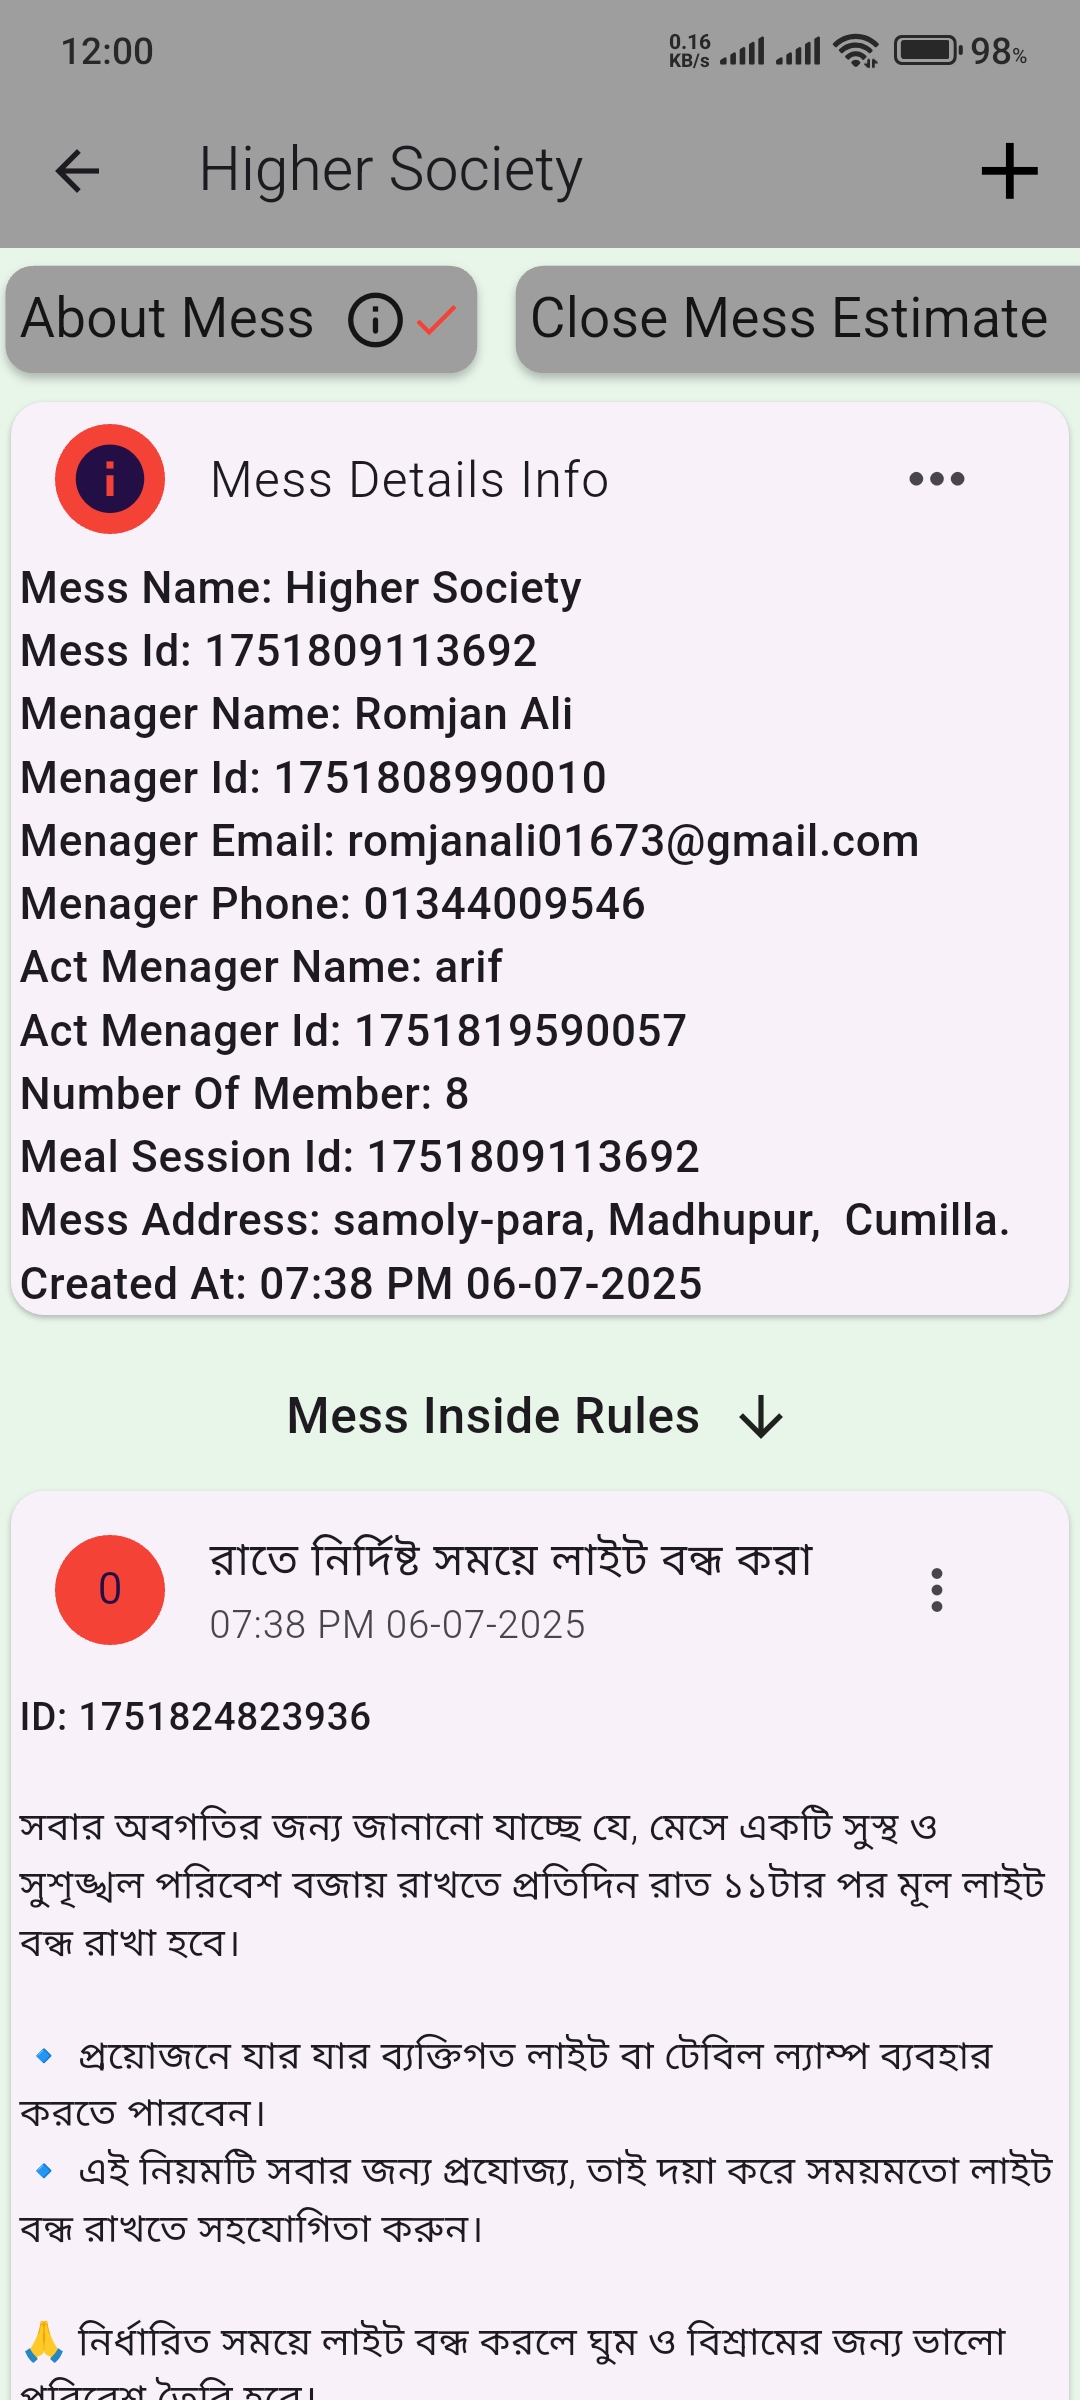 12:00
0.16
KB/s
98%
Higher Society
About Mess
Close Mess Estimate
Mess Details Info
Mess Name: Higher Society
Mess Id: 1751809113692
Menager Name: Romjan Ali
Menager Id: 1751808990010
Menager Email: romjanali01673@gmail.com
Menager Phone: 01344009546
Act Menager Name: arif
Act Menager Id: 1751819590057
Number Of Member: 8
Meal Session Id: 1751809113692
Mess Address: samoly-para, Madhupur,  Cumilla.
Created At: 07:38 PM 06-07-2025
Mess Inside Rules
0
রাতে নির্দিষ্ট সময়ে লাইট বন্ধ করা
07:38 PM 06-07-2025
ID: 1751824823936
সবার অবগতির জন্য জানানো যাচ্ছে যে, মেসে একটি সুস্থ ও
সুশৃঙ্খল পরিবেশ বজায় রাখতে প্রতিদিন রাত ১১টার পর মূল লাইট
বন্ধ রাখা হবে।
🔹 প্রয়োজনে যার যার ব্যক্তিগত লাইট বা টেবিল ল্যাম্প ব্যবহার
করতে পারবেন।
🔹 এই নিয়মটি সবার জন্য প্রযোজ্য, তাই দয়া করে সময়মতো লাইট
বন্ধ রাখতে সহযোগিতা করুন।
🙏 নির্ধারিত সময়ে লাইট বন্ধ করলে ঘুম ও বিশ্রামের জন্য ভালো
পরিবেশ তৈরি হবে।